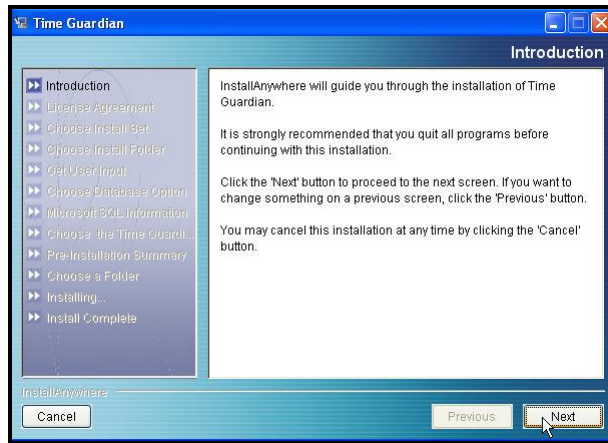 Time Guardian
Introduction
Introduction
License Agreement
Choose Install Set
Choose Install Folder
Get User Input
Choose Database Option
Microsoft SQL Information
Choose the Time Guardi...
Pre-Installation Summary
Choose a Folder
Installing...
Install Complete
InstallAnywhere will guide you through the installation of Time
Guardian.
It is strongly recommended that you quit all programs before
continuing with this installation.
Click the 'Next' button to proceed to the next screen. If you want to
change something on a previous screen, click the 'Previous' button.
You may cancel this installation at any time by clicking the 'Cancel'
button.
InstallAnywhere
Cancel
Previous
Next